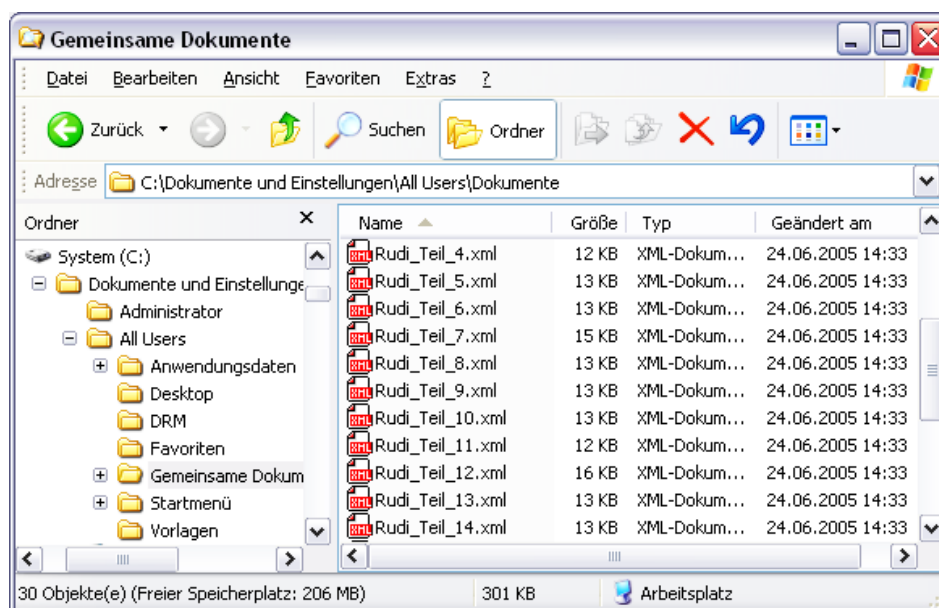 Gemeinsame Dokumente
Datei Bearbeiten Ansicht Favoriten Extras ?
Zurück Suchen Ordner
Adresse C:\Dokumente und Einstellungen\All Users\Dokumente
Ordner x Name Größe Typ Geändert am
System (C:)
Dokumente und Einstellunge
Administrator
All Users
Anwendungsdaten
Desktop
DRM
Favoriten
Gemeinsame Dokum
Startmenü
Vorlagen
Rudi_Teil_4.xml 12 KB XML-Dokum... 24.06.2005 14:33
Rudi_Teil_5.xml 13 KB XML-Dokum... 24.06.2005 14:33
Rudi_Teil_6.xml 13 KB XML-Dokum... 24.06.2005 14:33
Rudi_Teil_7.xml 15 KB XML-Dokum... 24.06.2005 14:33
Rudi_Teil_8.xml 13 KB XML-Dokum... 24.06.2005 14:33
Rudi_Teil_9.xml 13 KB XML-Dokum... 24.06.2005 14:33
Rudi_Teil_10.xml 13 KB XML-Dokum... 24.06.2005 14:33
Rudi_Teil_11.xml 12 KB XML-Dokum... 24.06.2005 14:33
Rudi_Teil_12.xml 16 KB XML-Dokum... 24.06.2005 14:33
Rudi_Teil_13.xml 13 KB XML-Dokum... 24.06.2005 14:33
Rudi_Teil_14.xml 13 KB XML-Dokum... 24.06.2005 14:33
30 Objekte(e) (Freier Speicherplatz: 206 MB) 301 KB Arbeitsplatz